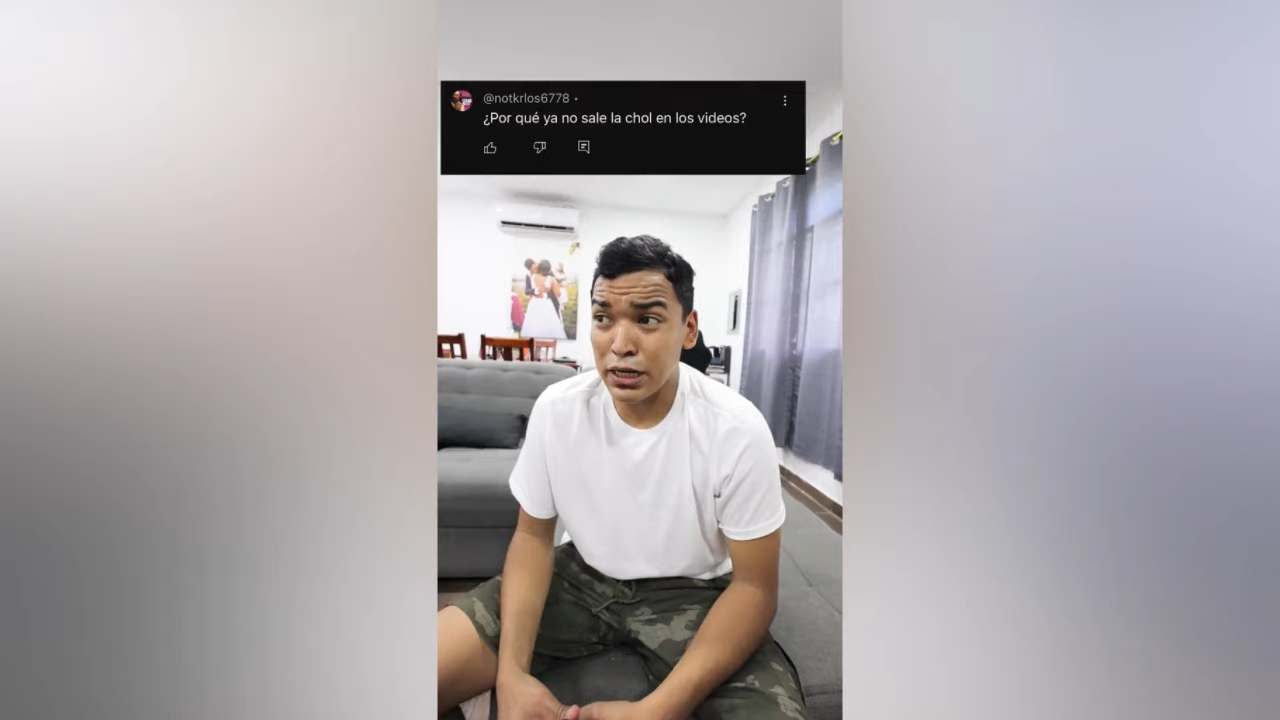 @notkrlos6778 •
¿Por qué ya no sale la chol en los videos?